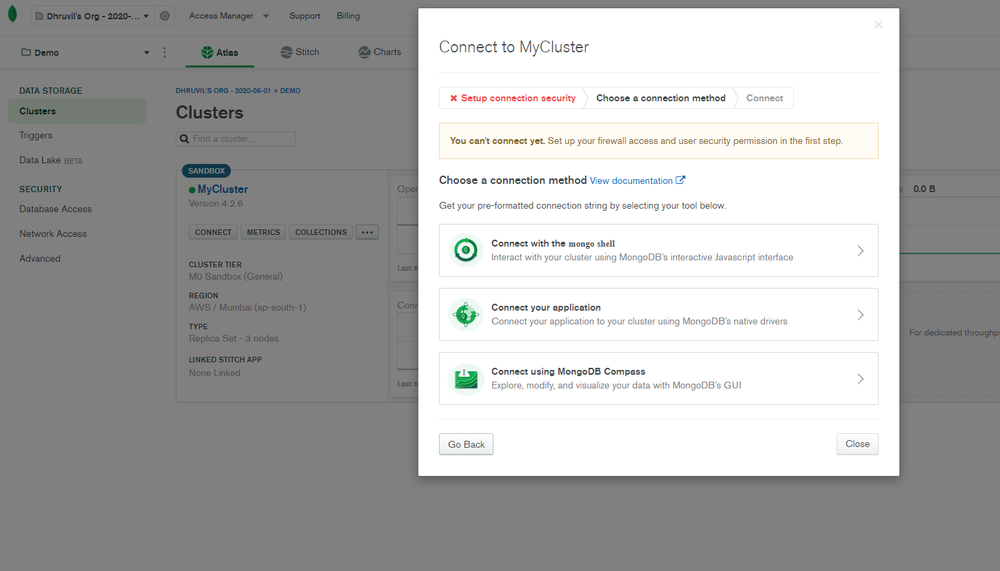 Dhruvil's Org - 2020-...
Access Manager
Support
Billing
Demo
Atlas
Stitch
Charts
DATA STORAGE
Clusters
Triggers
Data Lake BETA
SECURITY
Database Access
Network Access
Advanced
DHRUVIL'S ORG - 2020-06-01 > DEMO
Clusters
Find a cluster...
SANDBOX
MyCluster
Version 4.2.6
CONNECT
METRICS
COLLECTIONS
...
CLUSTER TIER
M0 Sandbox (General)
REGION
AWS / Mumbai (ap-south-1)
TYPE
Replica Set - 3 nodes
LINKED STITCH APP
None Linked
Oper
Last 6
Conn
Last 6
Connect to MyCluster
Setup connection security
Choose a connection method
Connect
You can't connect yet. Set up your firewall access and user security permission in the first step.
Choose a connection method View documentation
Get your pre-formatted connection string by selecting your tool below.
Connect with the mongo shell
Interact with your cluster using MongoDB's interactive Javascript interface
Connect your application
Connect your application to your cluster using MongoDB's native drivers
Connect using MongoDB Compass
Explore, modify, and visualize your data with MongoDB's GUI
Go Back
Close
e 0.0 B
For dedicated throughp